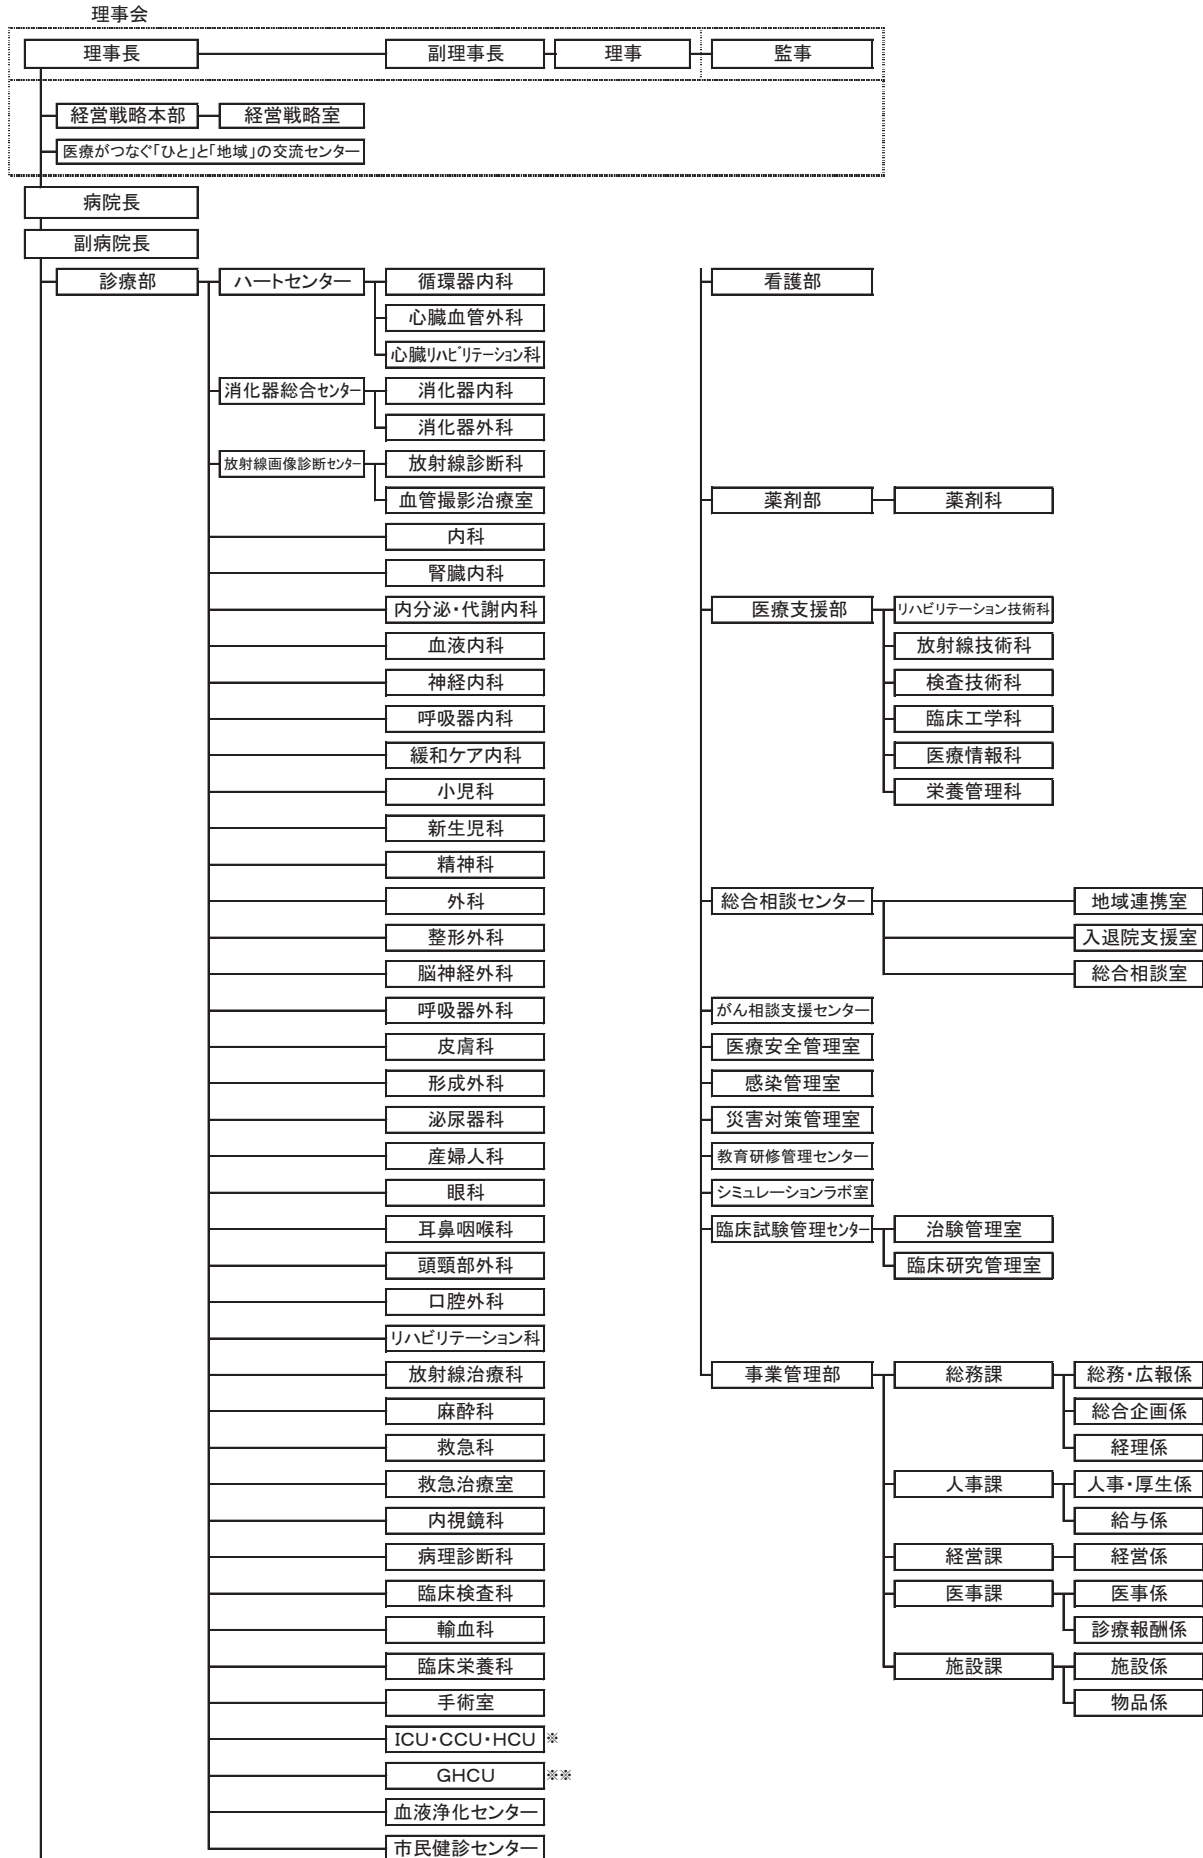 理事会
理事長
副理事長
理事
監事
経営戦略本部
経営戦略室
医療がつなぐ「ひと」と「地域」の交流センター
病院長
副病院長
診療部
ハートセンター
循環器内科
心臓血管外科
心臓リハビリテーション科
消化器総合センター
消化器内科
消化器外科
放射線画像診断センター
放射線診断科
血管撮影治療室
内科
腎臓内科
内分泌・代謝内科
血液内科
神経内科
呼吸器内科
緩和ケア内科
小児科
新生児科
精神科
外科
整形外科
脳神経外科
呼吸器外科
皮膚科
形成外科
泌尿器科
産婦人科
眼科
耳鼻咽喉科
頭頸部外科
口腔外科
リハビリテーション科
放射線治療科
麻酔科
救急科
救急治療室
内視鏡科
病理診断科
臨床検査科
輸血科
臨床栄養科
手術室
ICU・CCU・HCU ※
GHCU ※※
血液浄化センター
市民健診センター
看護部
薬剤部
薬剤科
医療支援部
リハビリテーション技術科
放射線技術科
検査技術科
臨床工学科
医療情報科
栄養管理科
総合相談センター
地域連携室
入退院支援室
総合相談室
がん相談支援センター
医療安全管理室
感染管理室
災害対策管理室
教育研修管理センター
シミュレーションラボ室
臨床試験管理センター
治験管理室
臨床研究管理室
事業管理部
総務課
総務・広報係
総合企画係
経理係
人事課
人事・厚生係
給与係
経営課
経営係
医事課
医事係
診療報酬係
施設課
施設係
物品係